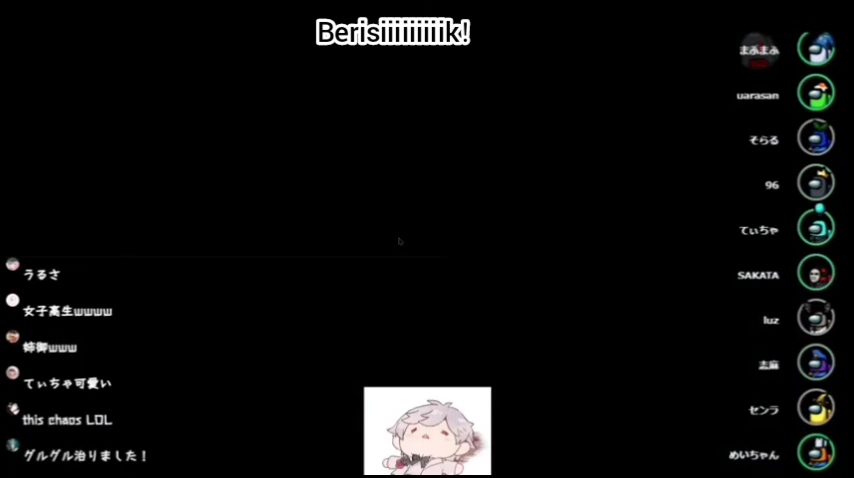 Berisiiiiiiiiik!
まふまふ
uarasan
そらる
96
てぃちゃ
SAKATA
luz
志麻
センラ
めいちゃん
うるさ
女子高生wwww
姉御www
てぃちゃ可愛い
this chaos LOL
グルグル治りました！